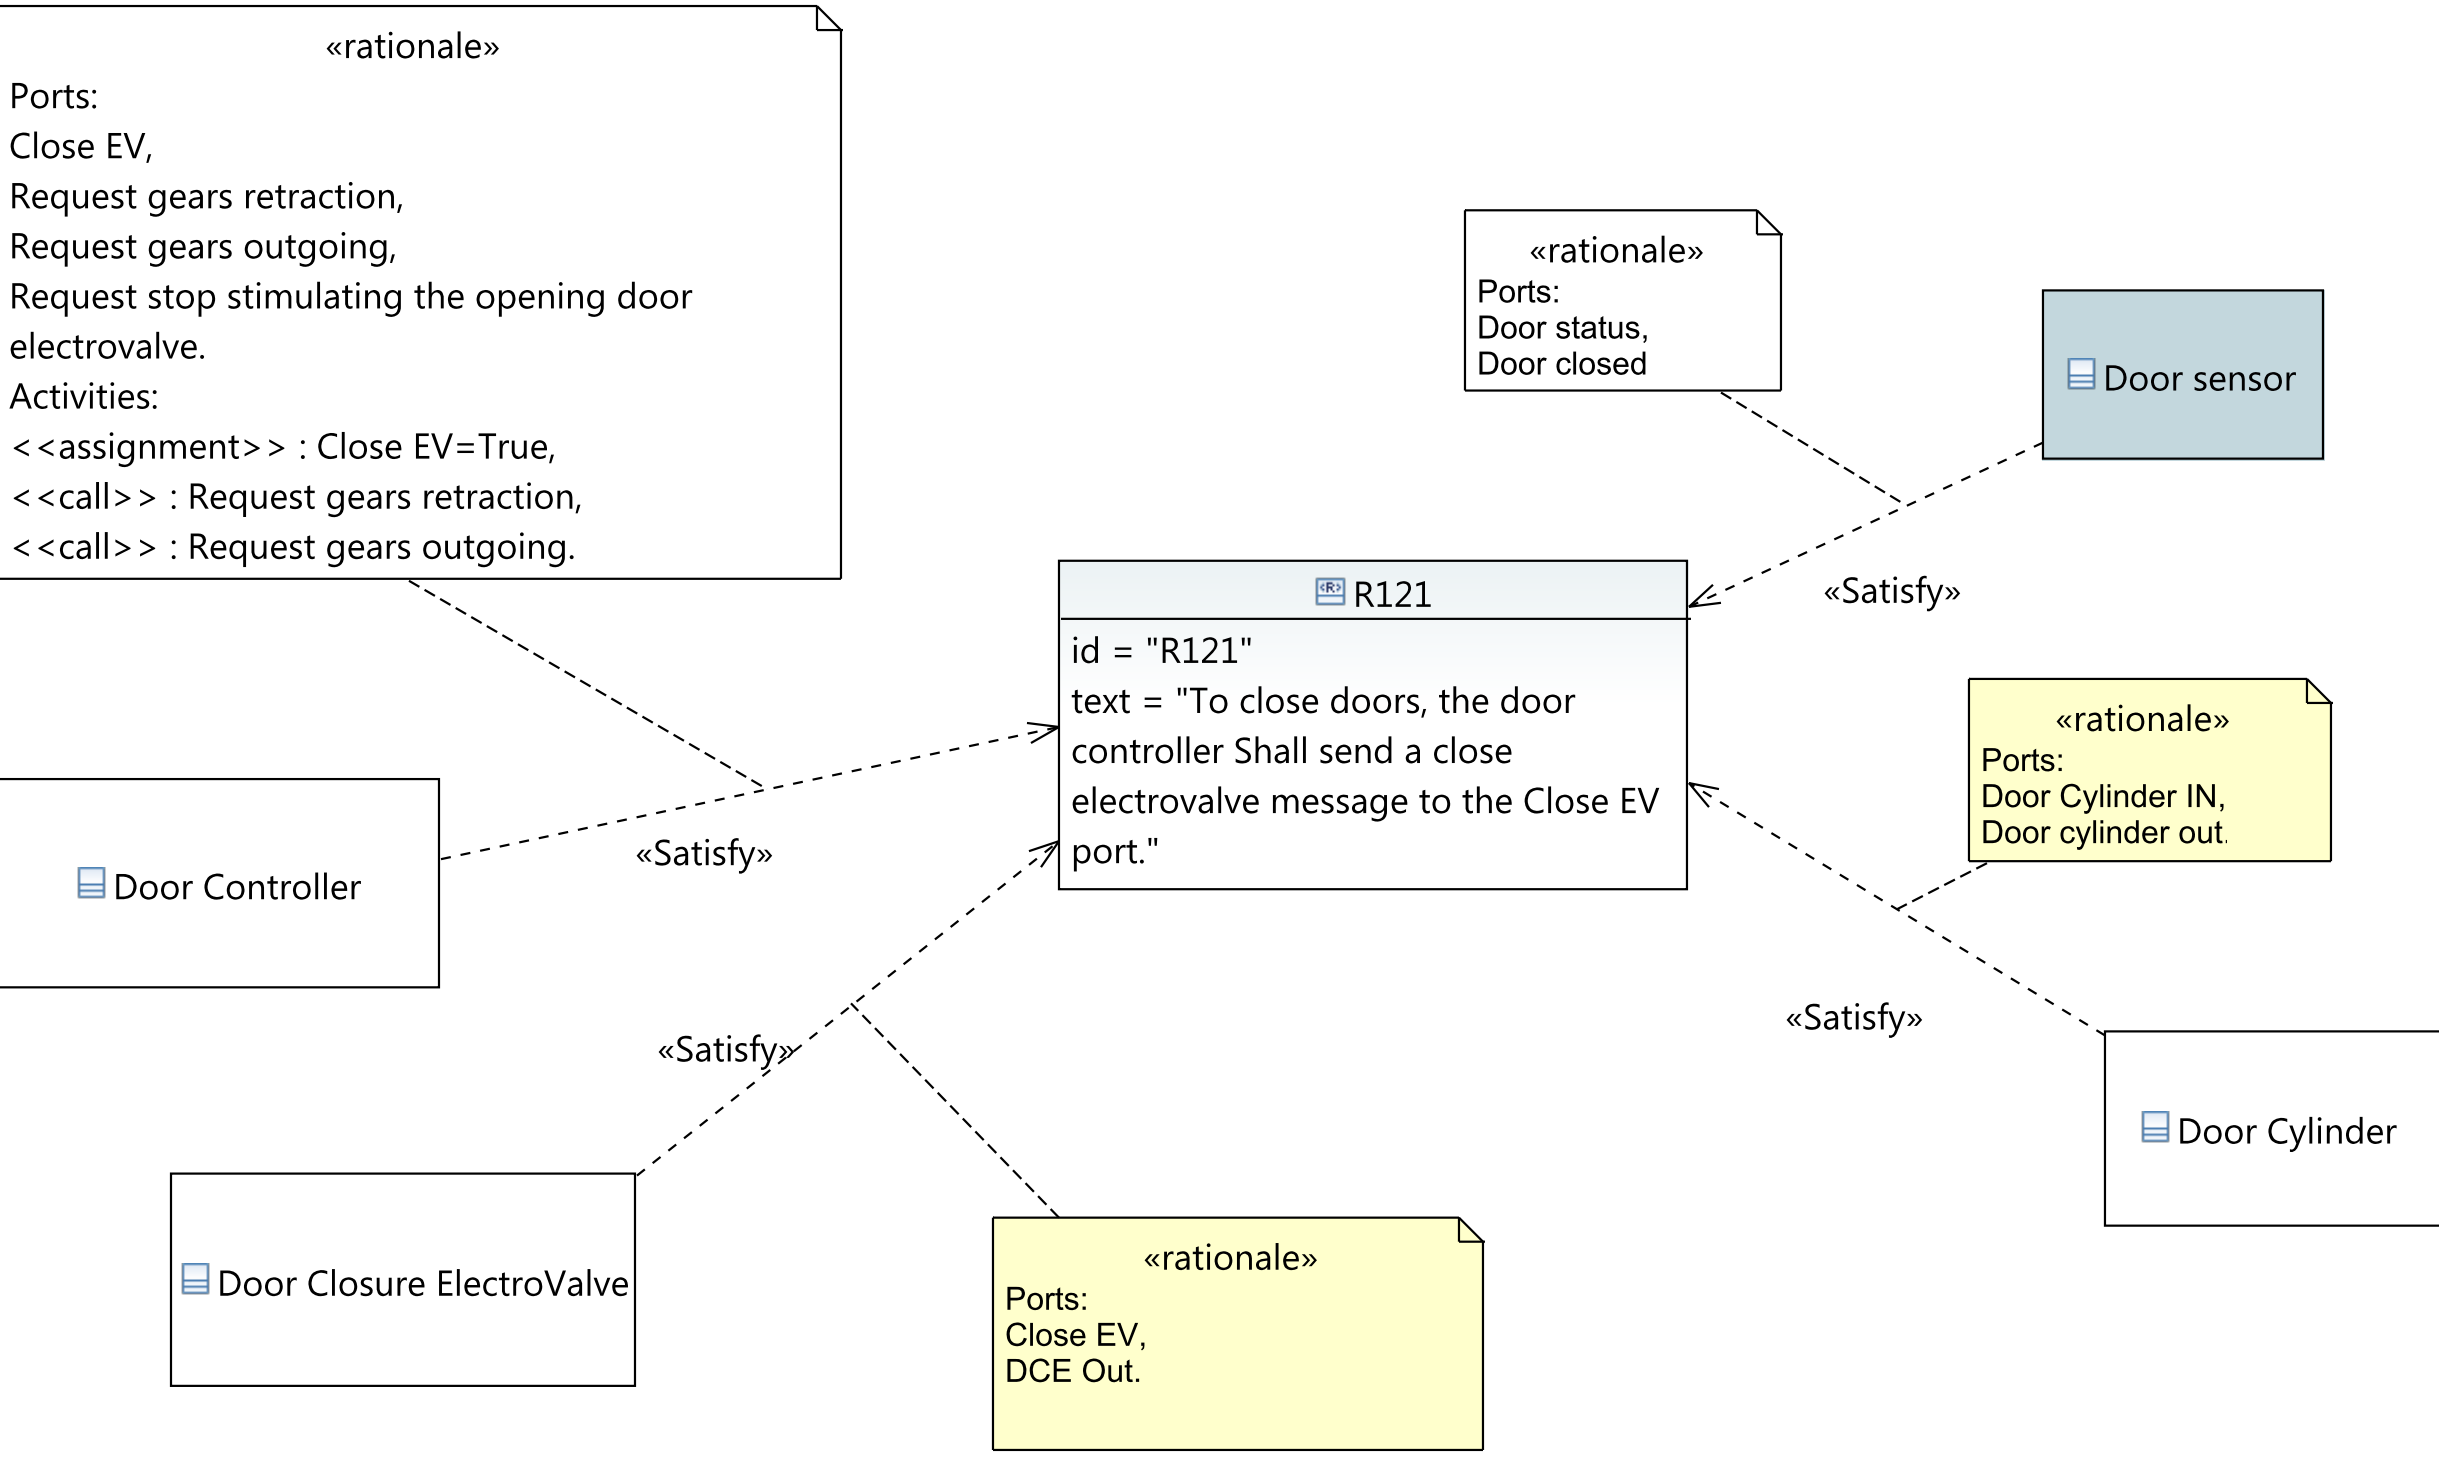 «rationale»
Ports:
Close EV,
Request gears retraction,
Request gears outgoing,
Request stop stimulating the opening door
electrovalve.
Activities:
<<assignment>> : Close EV=True,
<<call>> : Request gears retraction,
<<call>> : Request gears outgoing.
«rationale»
Ports:
Door status,
Door closed
Door sensor
«Satisfy»
R121
id = "R121"
text = "To close doors, the door
controller Shall send a close
electrovalve message to the Close EV
port."
«rationale»
Ports:
Door Cylinder IN,
Door cylinder out.
«Satisfy»
Door Controller
«Satisfy»
«Satisfy»
Door Cylinder
Door Closure ElectroValve
«rationale»
Ports:
Close EV,
DCE Out.